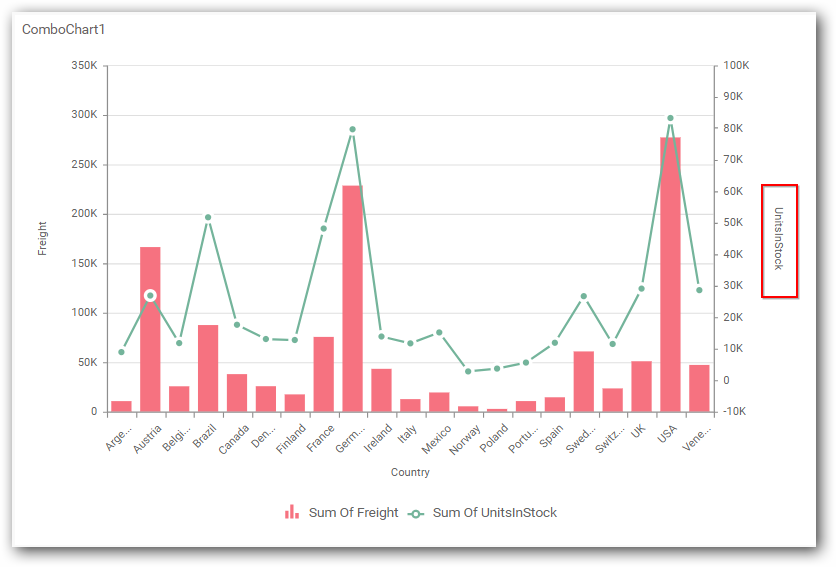 ComboChart1
350K
300K
250K
200K
150K
100K
50K
0
Freight
100K
90K
80K
70K
60K
50K
40K
30K
20K
10K
0
-10K
UnitsInStock
Arge...
Austria
Belgi...
Brazil
Canada
Den...
Finland
France
Germ...
Ireland
Italy
Mexico
Norway
Poland
Portu...
Spain
Swed...
Switz...
UK
USA
Vene...
Country
Sum Of Freight
Sum Of UnitsInStock